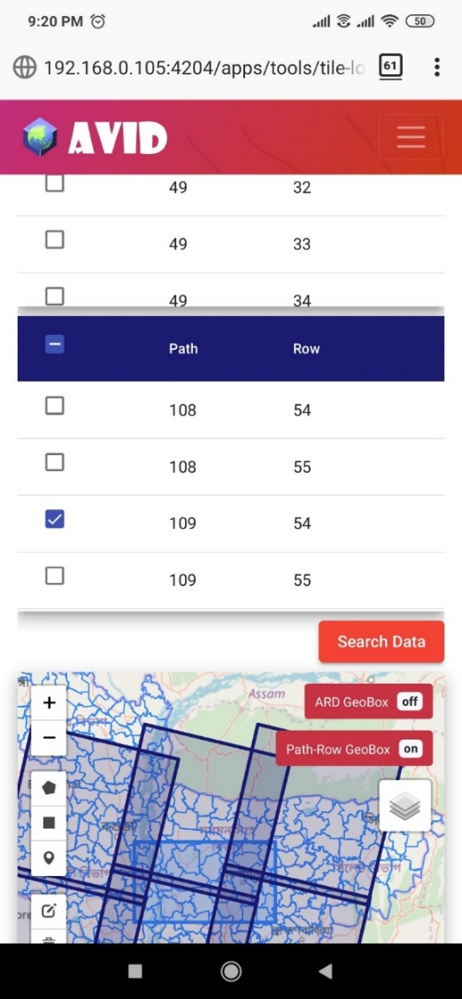 9:20 PM
50
192.168.0.105:4204/apps/tools/tile-lo
61
AVID
49 32
49 33
49 34
Path Row
108 54
108 55
109 54
109 55
Search Data
Assam
ARD GeoBox off
Path-Row GeoBox on
+
−